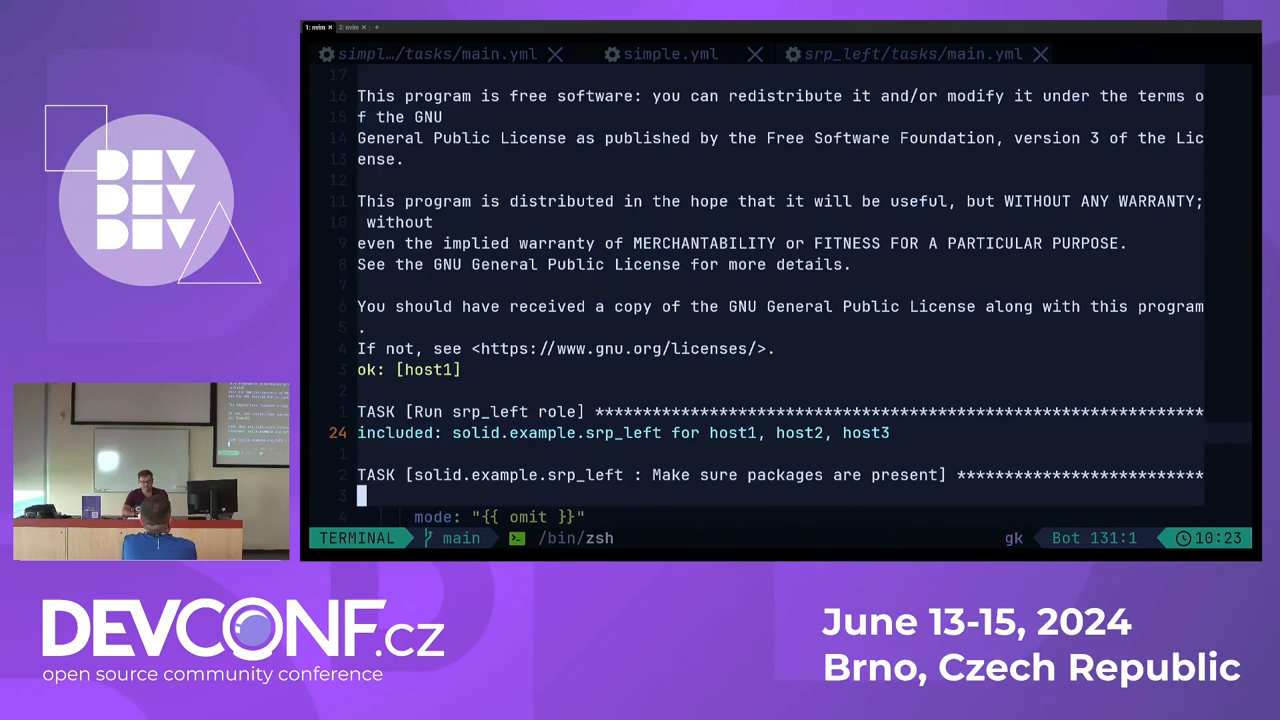 1: nvim × 2: nvim × +
simpl…/tasks/main.yml simple.yml srp_left/tasks/main.yml
17
16 This program is free software: you can redistribute it and/or modify it under the terms o
15 f the GNU
14 General Public License as published by the Free Software Foundation, version 3 of the Lic
13 ense.
12
11 This program is distributed in the hope that it will be useful, but WITHOUT ANY WARRANTY;
10 without
9 even the implied warranty of MERCHANTABILITY or FITNESS FOR A PARTICULAR PURPOSE.
8 See the GNU General Public License for more details.
7
6 You should have received a copy of the GNU General Public License along with this program
5 .
4 If not, see <https://www.gnu.org/licenses/>.
3 ok: [host1]
2
1 TASK [Run srp_left role] ****************************************************************
24 included: solid.example.srp_left for host1, host2, host3
1
2 TASK [solid.example.srp_left : Make sure packages are present] **************************
3
4 mode: "{{ omit }}"
TERMINAL main /bin/zsh gk Bot 131:1 10:23
DEV
DEV
DEV
DEVCONF.cz
open source community conference
June 13-15, 2024
Brno, Czech Republic